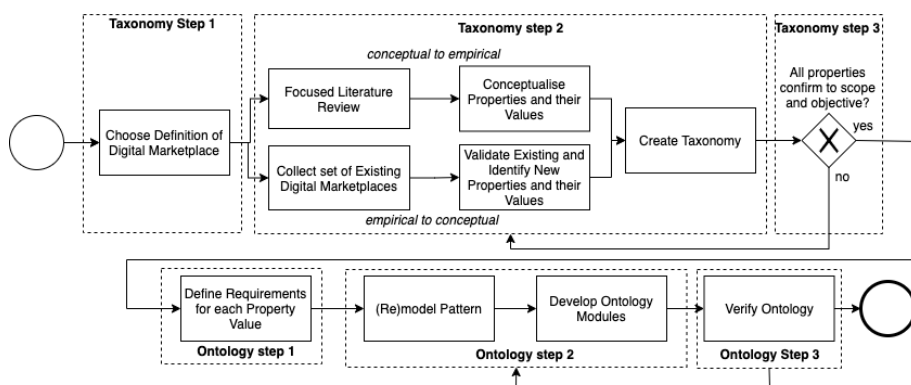 Taxonomy Step 1
Taxonomy step 2
Taxonomy step 3
conceptual to empirical
Choose Definition of
Digital Marketplace
Focused Literature
Review
Conceptualise
Properties and their
Values
Collect set of Existing
Digital Marketplaces
Validate Existing and
Identify New
Properties and their
Values
empirical to conceptual
Create Taxonomy
All properties
confirm to scope
and objective?
yes
no
Define Requirements
for each Property
Value
Ontology step 1
(Re)model Pattern
Develop Ontology
Modules
Ontology step 2
Verify Ontology
Ontology Step 3